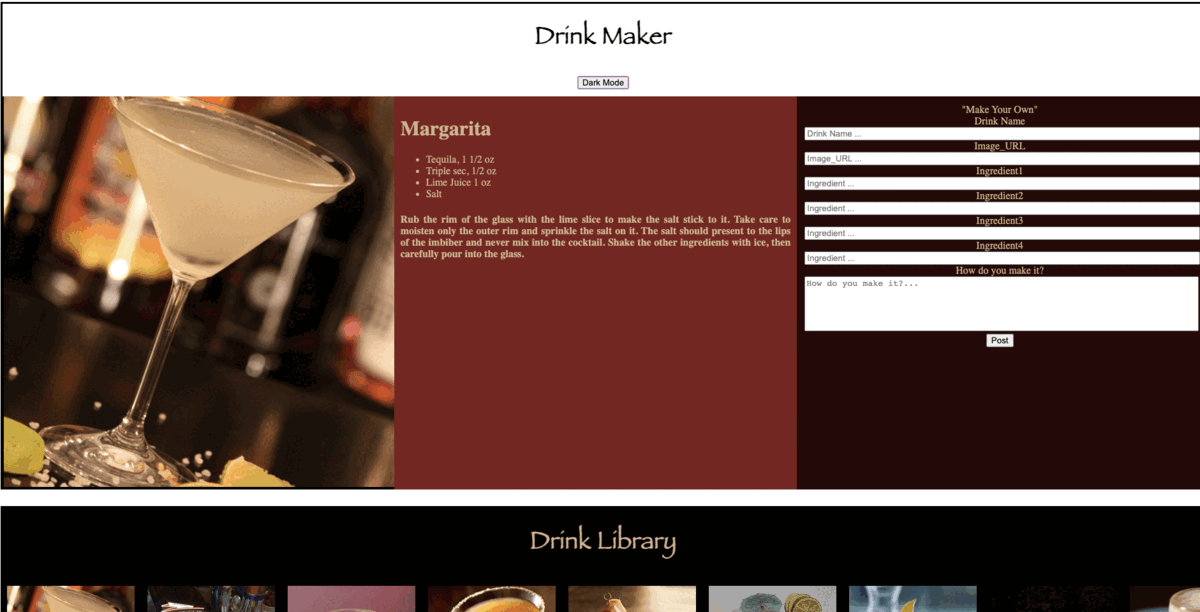 Drink Maker
Dark Mode
Margarita
Tequila, 1 1/2 oz
Triple sec, 1/2 oz
Lime Juice 1 oz
Salt
Rub the rim of the glass with the lime slice to make the salt stick to it. Take care to
moisten only the outer rim and sprinkle the salt on it. The salt should present to the lips
of the imbiber and never mix into the cocktail. Shake the other ingredients with ice, then
carefully pour into the glass.
"Make Your Own"
Drink Name
Drink Name ...
Image_URL
Image_URL ...
Ingredient1
Ingredient ...
Ingredient2
Ingredient ...
Ingredient3
Ingredient ...
Ingredient4
Ingredient ...
How do you make it?
How do you make it?...
Post
Drink Library